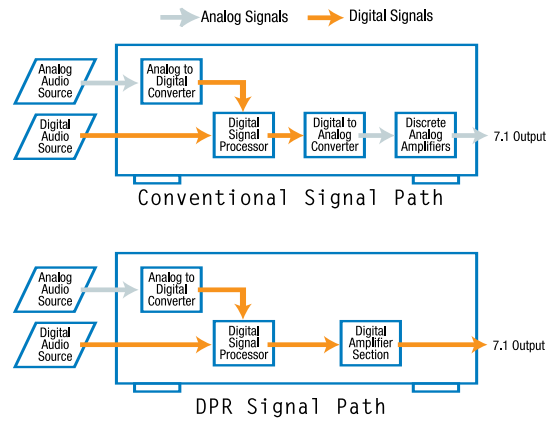 Analog Signals
Digital Signals
Analog
Audio
Source
Analog to
Digital
Converter
Digital
Audio
Source
Digital
Signal
Processor
Digital to
Analog
Converter
Discrete
Analog
Amplifiers
7.1 Output
Conventional Signal Path
Analog
Audio
Source
Analog to
Digital
Converter
Digital
Audio
Source
Digital
Signal
Processor
Digital
Amplifier
Section
7.1 Output
DPR Signal Path